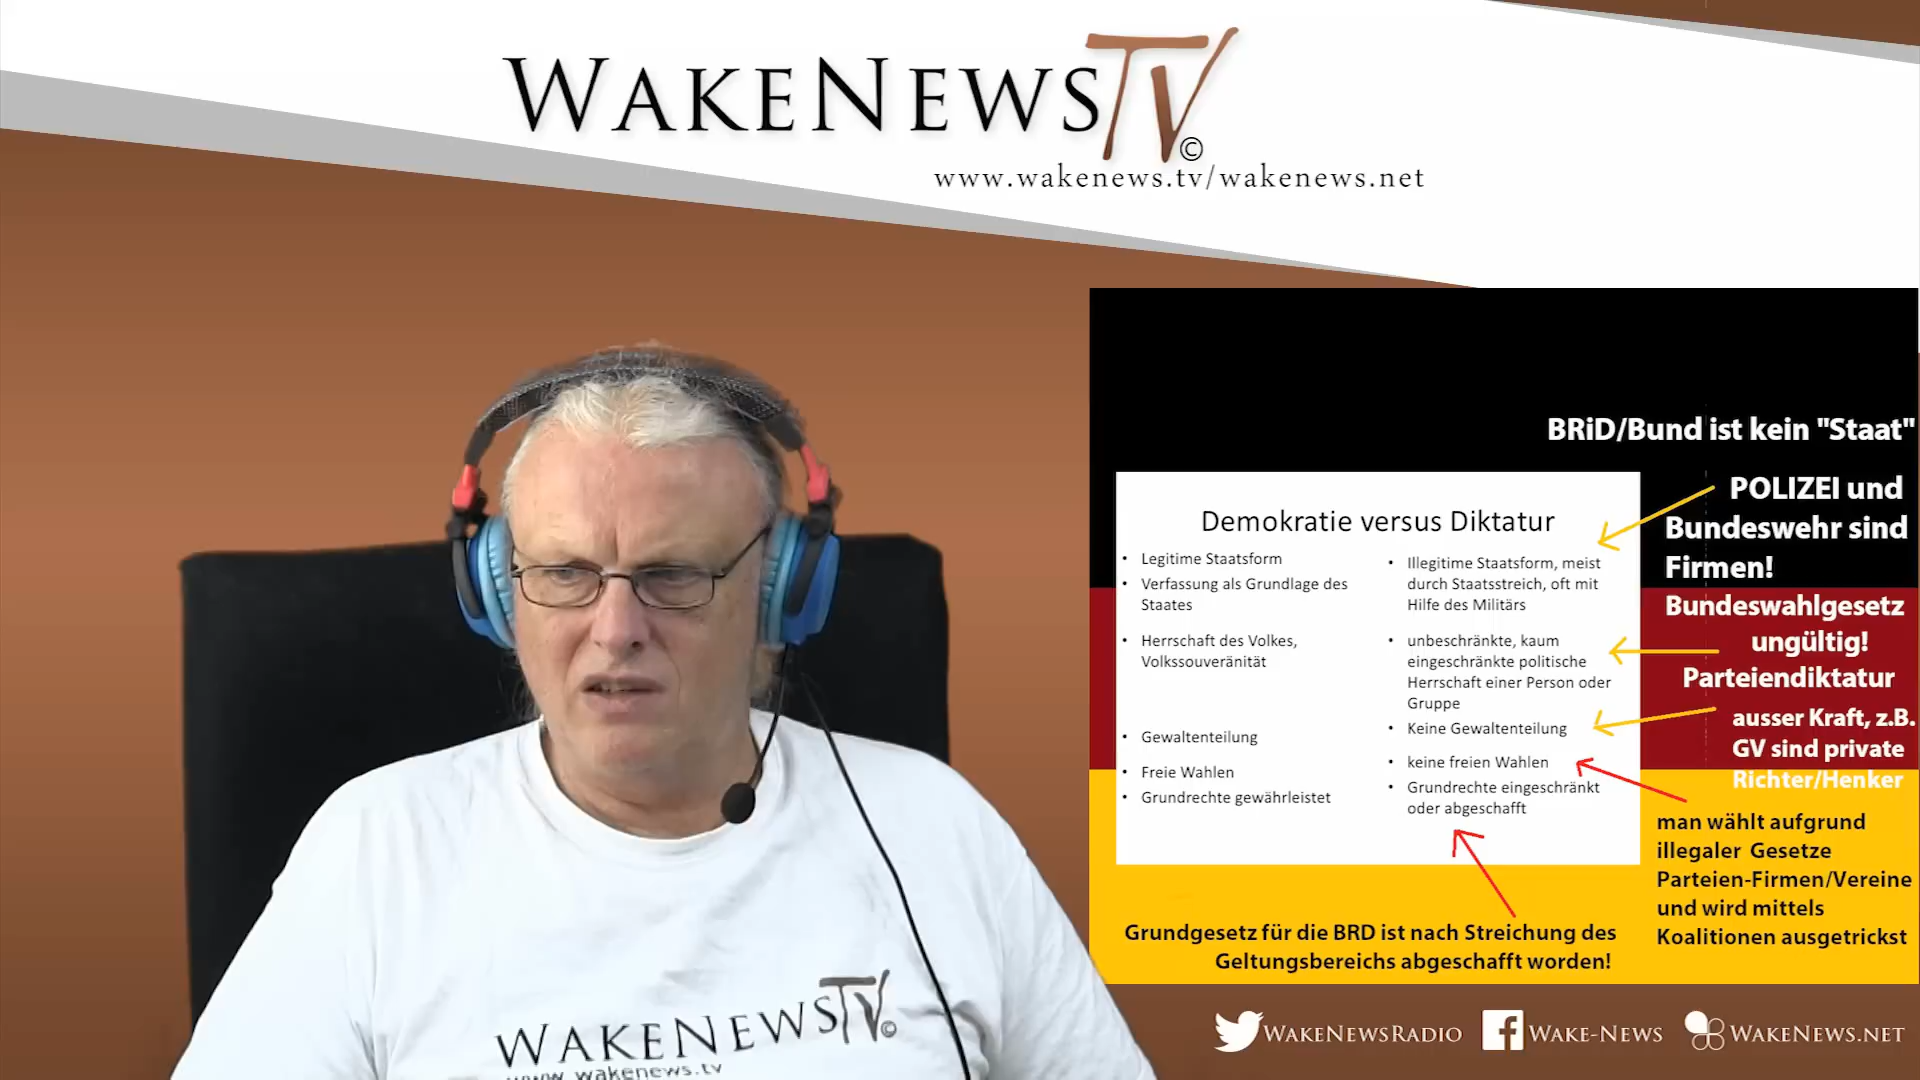 WAKENEWSTV©
www.wakenews.tv/wakenews.net
BRiD/Bund ist kein "Staat"
POLIZEI und
Bundeswehr sind
Firmen!
Bundeswahlgesetz
ungültig!
Parteiendiktatur
ausser Kraft, z.B.
GV sind private
Richter/Henker
man wählt aufgrund
illegaler Gesetze
Parteien-Firmen/Vereine
und wird mittels
Koalitionen ausgetrickst
Demokratie versus Diktatur
• Legitime Staatsform
• Verfassung als Grundlage des
Staates
• Herrschaft des Volkes,
Volkssouveränität
• Gewaltenteilung
• Freie Wahlen
• Grundrechte gewährleistet
• Illegitime Staatsform, meist
durch Staatsstreich, oft mit
Hilfe des Militärs
• unbeschränkte, kaum
eingeschränkte politische
Herrschaft einer Person oder
Gruppe
• Keine Gewaltenteilung
• keine freien Wahlen
• Grundrechte eingeschränkt
oder abgeschafft
Grundgesetz für die BRD ist nach Streichung des
Geltungsbereichs abgeschafft worden!
WAKENEWSTV©
www.wakenews.tv
WAKENEWSRADIO
WAKE-NEWS
WAKENEWS.NET